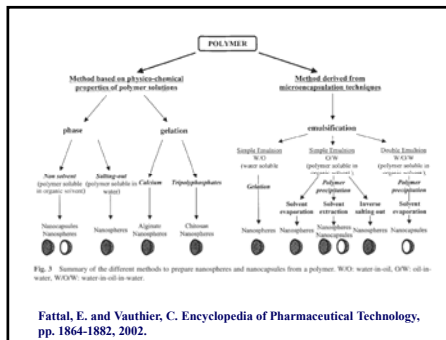 POLYMER
Method based on physico-chemical
properties of polymer solutions
Method derived from
microencapsulation techniques
phase
gelation
emulsification
Simple Emulsion
W/O
(water soluble
Simple Emulsion
O/W
(polymer soluble in
Double Emulsion
W/O/W
(polymer soluble in
Non solvent
(polymer soluble
in organic solvent)
Salting-out
(polymer soluble in
water)
Calcium
Tripolyphosphates
Gelation
Polymer
precipitation
Polymer
precipitation
Solvent
evaporation
Solvent
extraction
Inverse
salting-out
Solvent
evaporation
Nanocapsules
Nanospheres
Nanospheres
Alginate
Nanospheres
Chitosan
Nanospheres
Nanospheres
Nanospheres
Nanospheres
Nanocapsules
Nanospheres
Nanocapsules
Fig. 3 Summary of the different methods to prepare nanospheres and nanocapsules from a polymer. W/O: water-in-oil, O/W: oil-in-
water, W/O/W: water-in-oil-in-water.
Fattal, E. and Vauthier, C. Encyclopedia of Pharmaceutical Technology,
pp. 1864-1882, 2002.